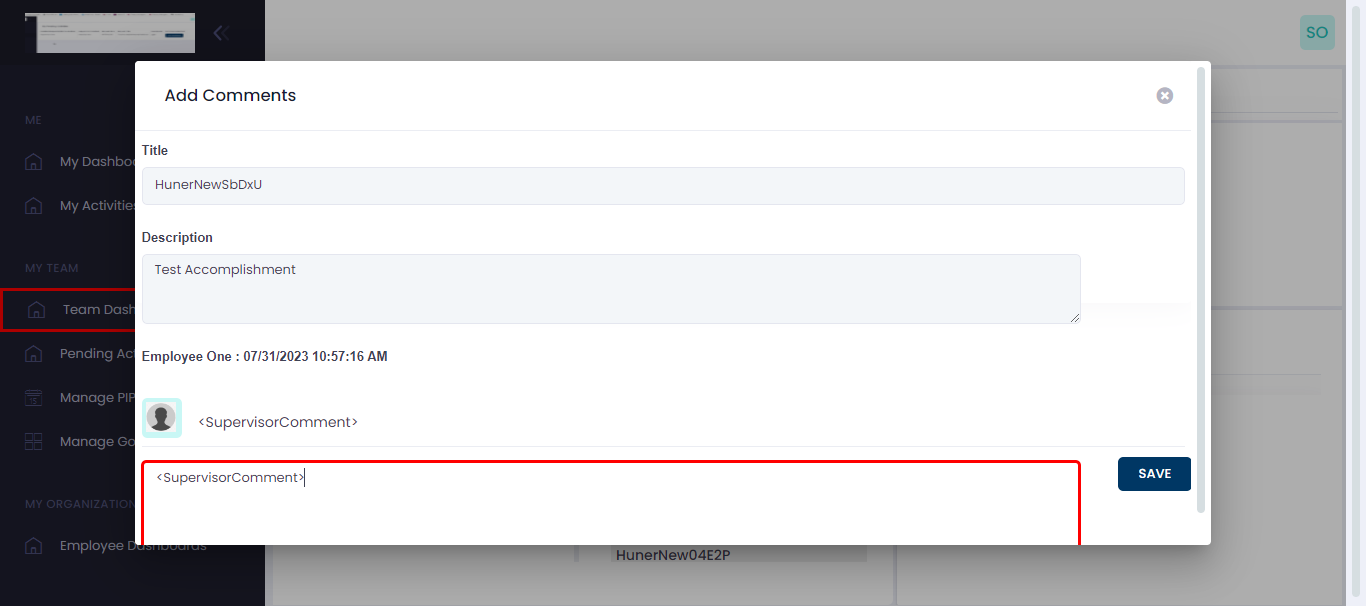 SO
Add Comments
ME
Title
My Dashboa
HunerNewSbDxU
My Activities
Description
MY TEAM
Test Accomplishment
Team Dash
Pending Act
Employee One : 07/31/2023 10:57:16 AM
Manage PIP
<SupervisorComment>
Manage Go
<SupervisorComment>
SAVE
MY ORGANIZATION
Employee Dashboards
HunerNew04E2P